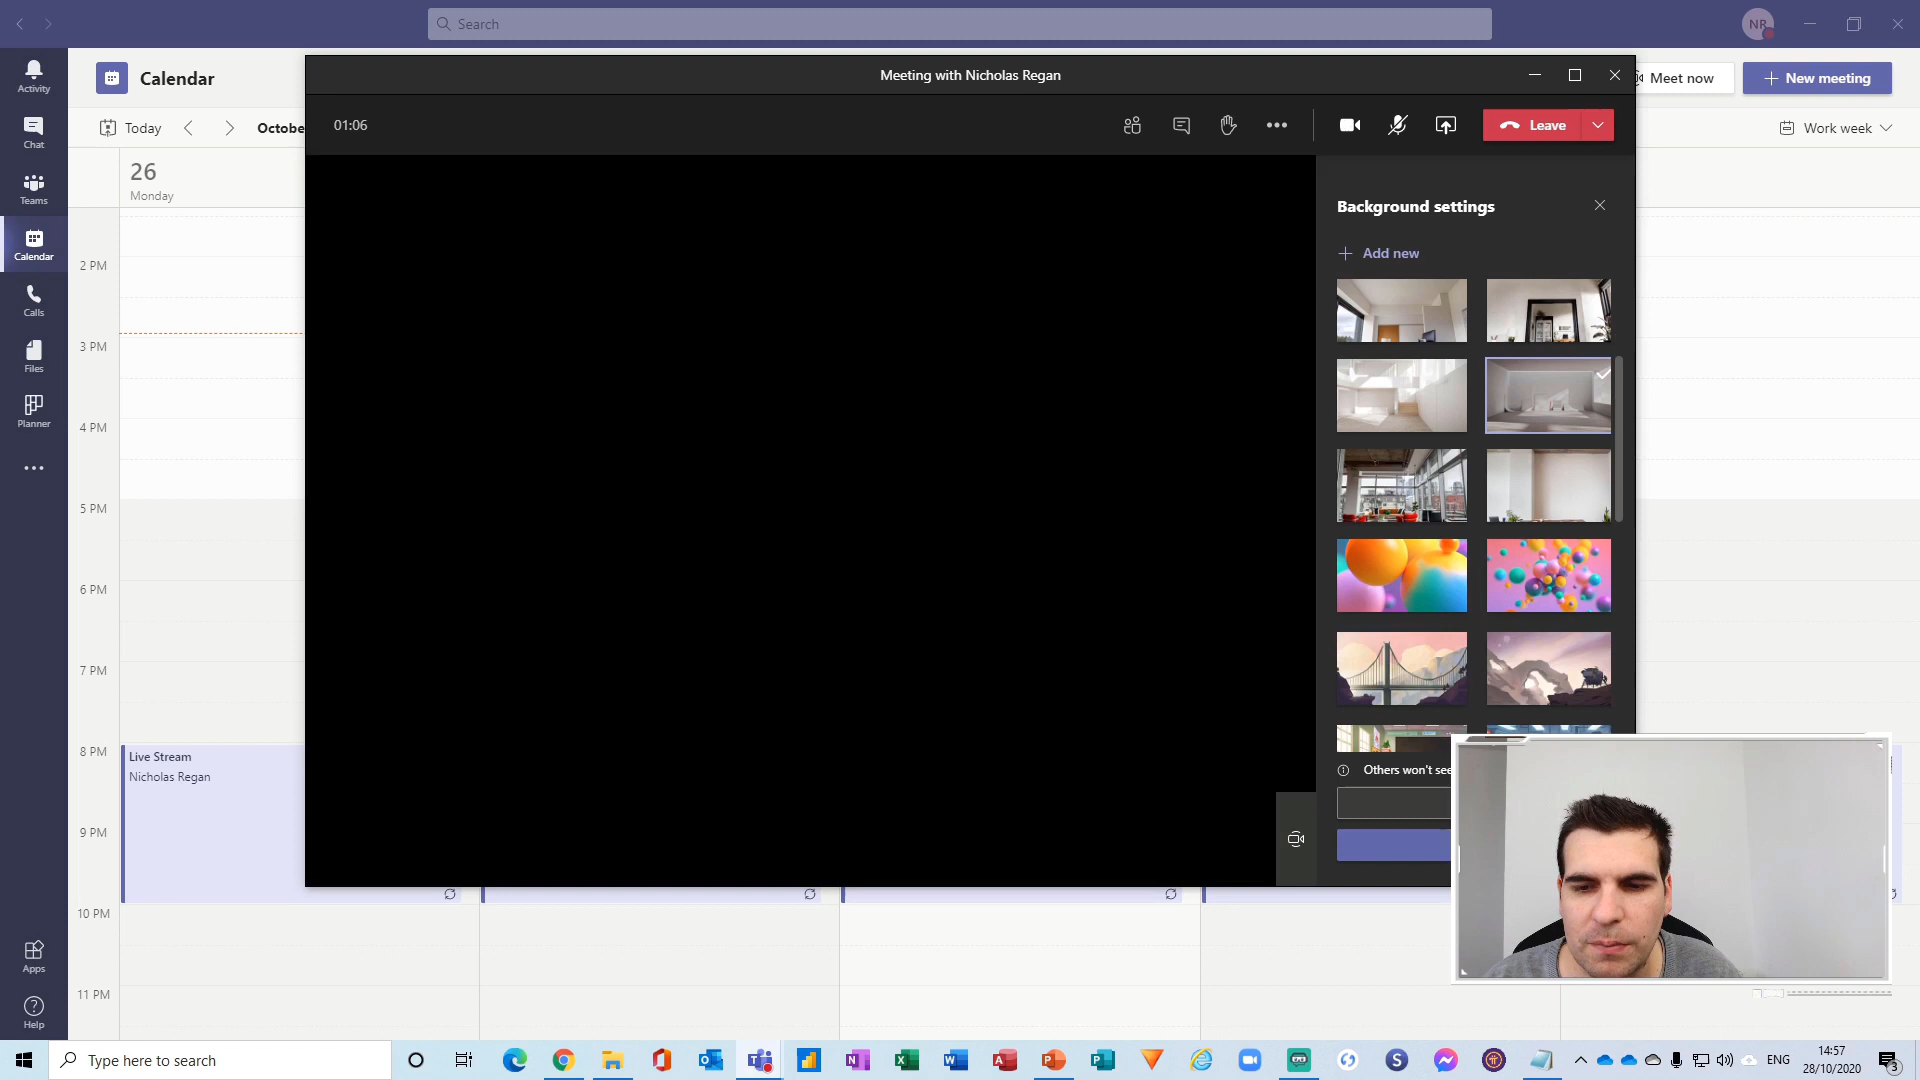 Search
NR
Activity
Chat
Teams
Calendar
Calls
Files
Planner
Apps
Help
Calendar
Meet now
New meeting
Today
Octobe
Work week
26
Monday
2 PM
3 PM
4 PM
5 PM
6 PM
7 PM
8 PM
9 PM
10 PM
11 PM
Live Stream
Nicholas Regan
Meeting with Nicholas Regan
01:06
Leave
Background settings
Add new
Others won't see
Type here to search
ENG
14:57
28/10/2020
3